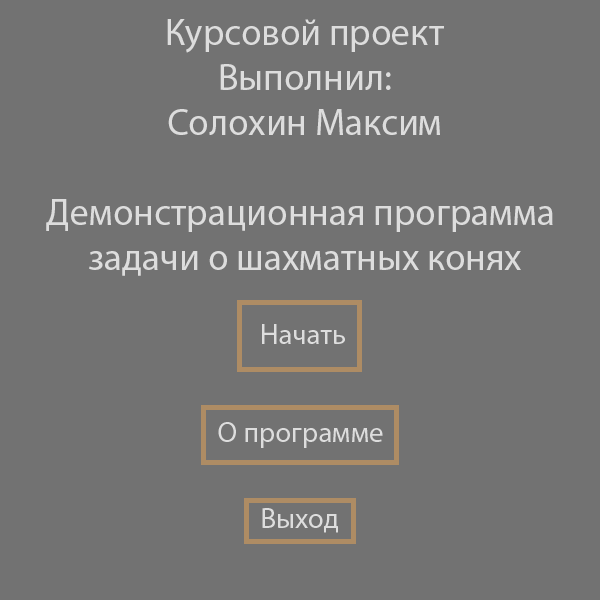 Курсовой проект
Выполнил:
Солохин Максим
Демонстрационная программа
задачи о шахматных конях
Начать
О программе
Выход